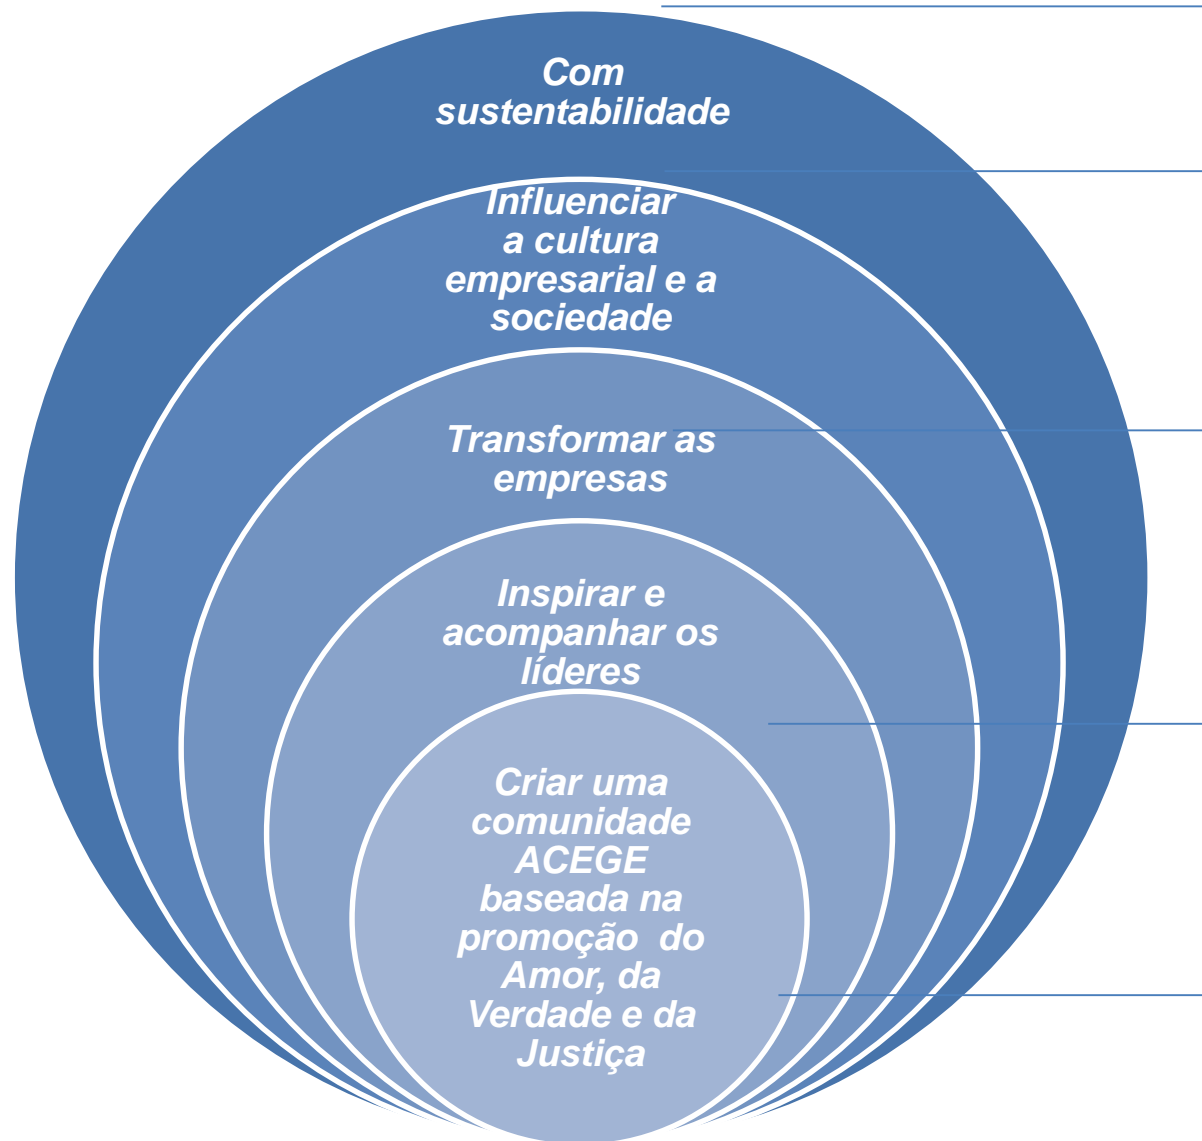 Com
sustentabilidade
Influenciar
a cultura
empresarial e a
sociedade
Transformar as
empresas
Inspirar e
acompanhar os
líderes
Criar uma
comunidade
ACEGE
baseada na
promoção  do
Amor, da
Verdade e da
Justiça